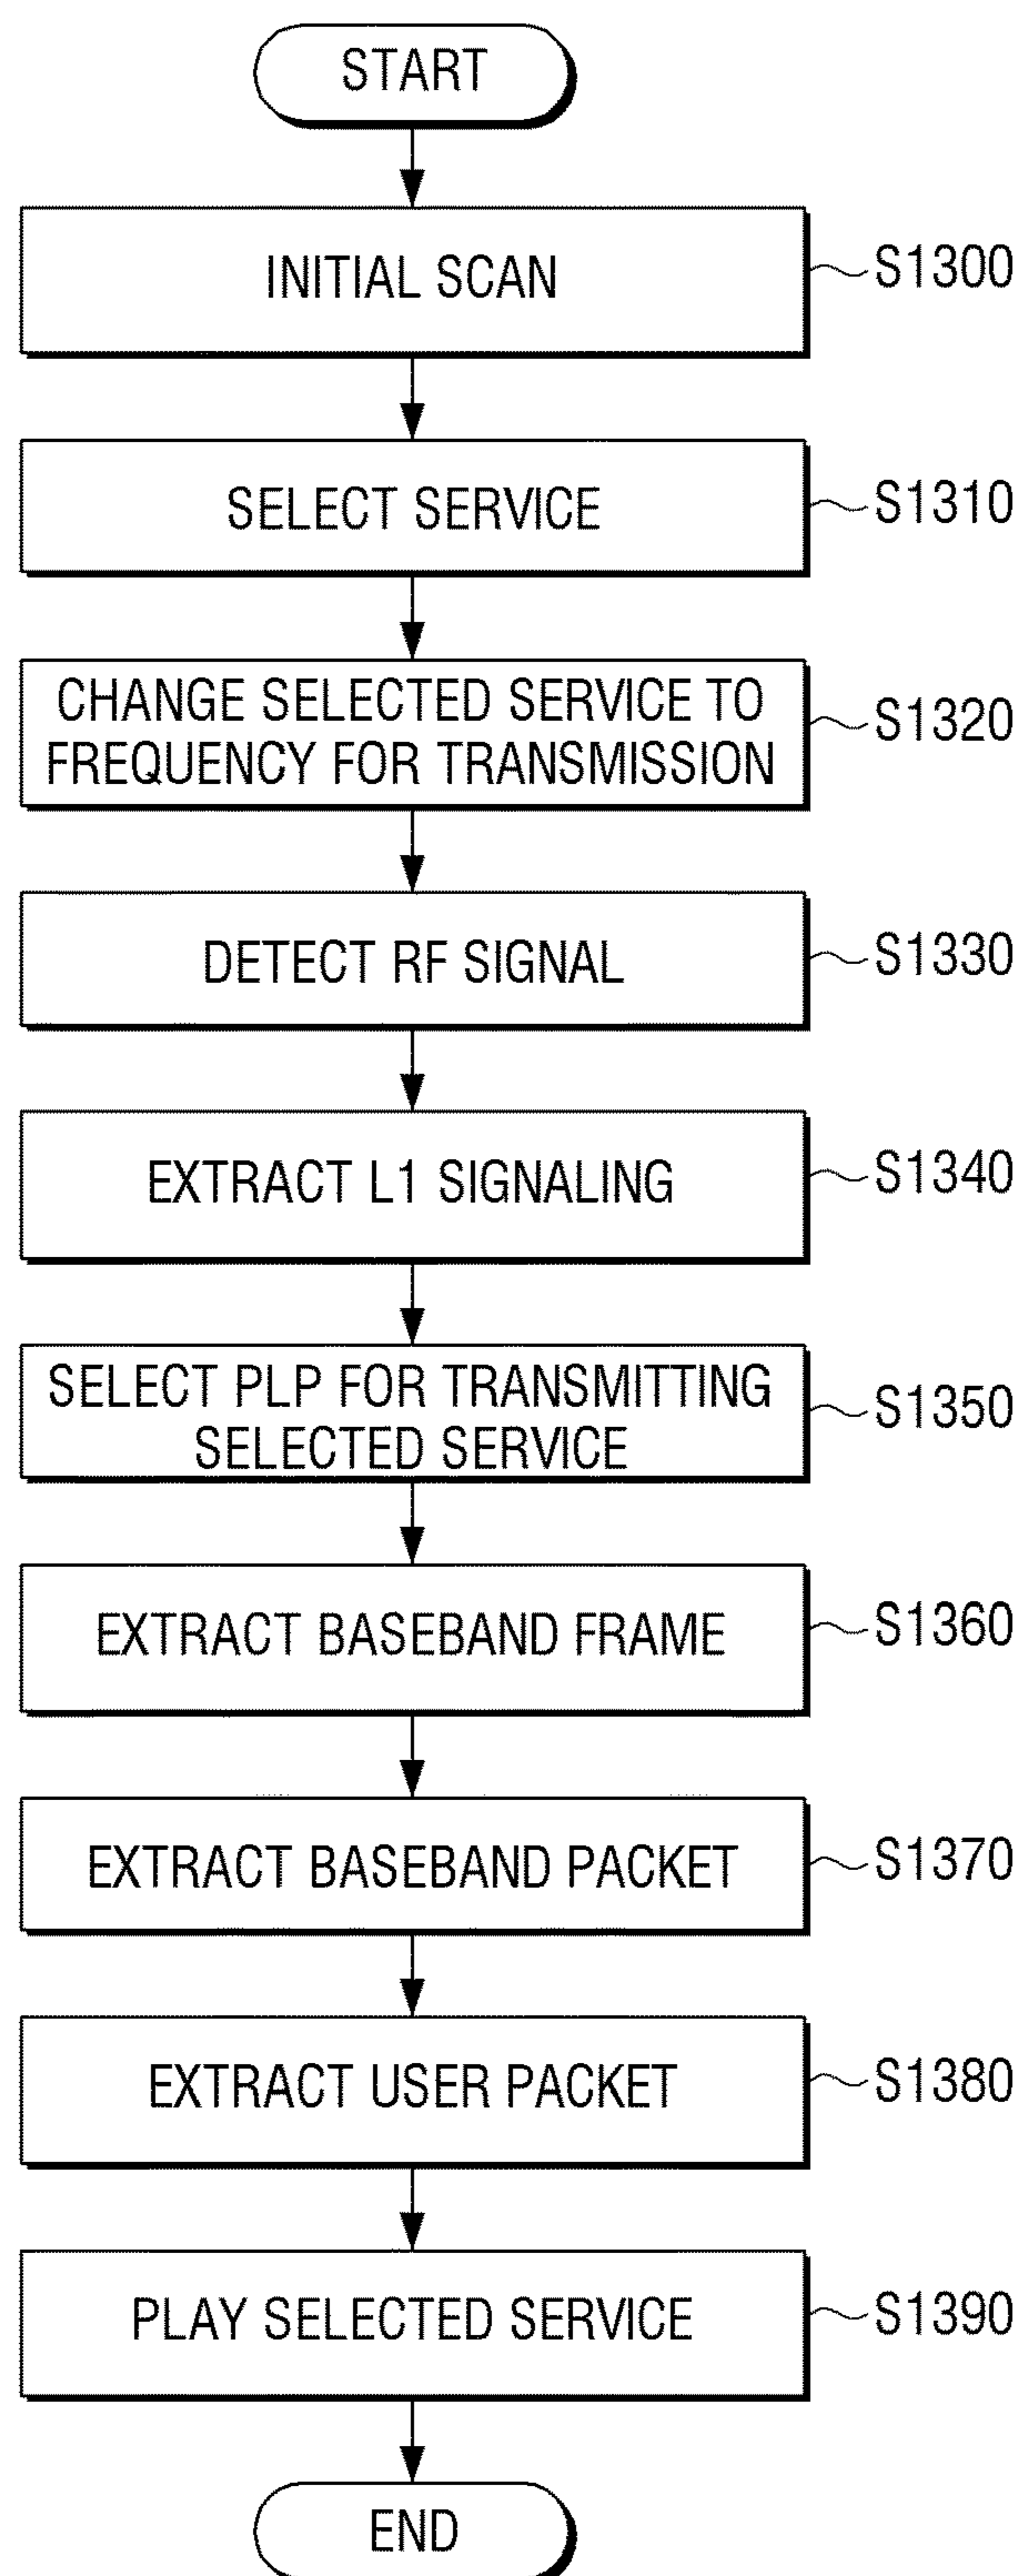 START
INITIAL SCAN
S1300
SELECT SERVICE
S1310
CHANGE SELECTED SERVICE TO
FREQUENCY FOR TRANSMISSION
S1320
DETECT RF SIGNAL
S1330
EXTRACT L1 SIGNALING
S1340
SELECT PLP FOR TRANSMITTING
SELECTED SERVICE
S1350
EXTRACT BASEBAND FRAME
S1360
EXTRACT BASEBAND PACKET
S1370
EXTRACT USER PACKET
S1380
PLAY SELECTED SERVICE
S1390
END